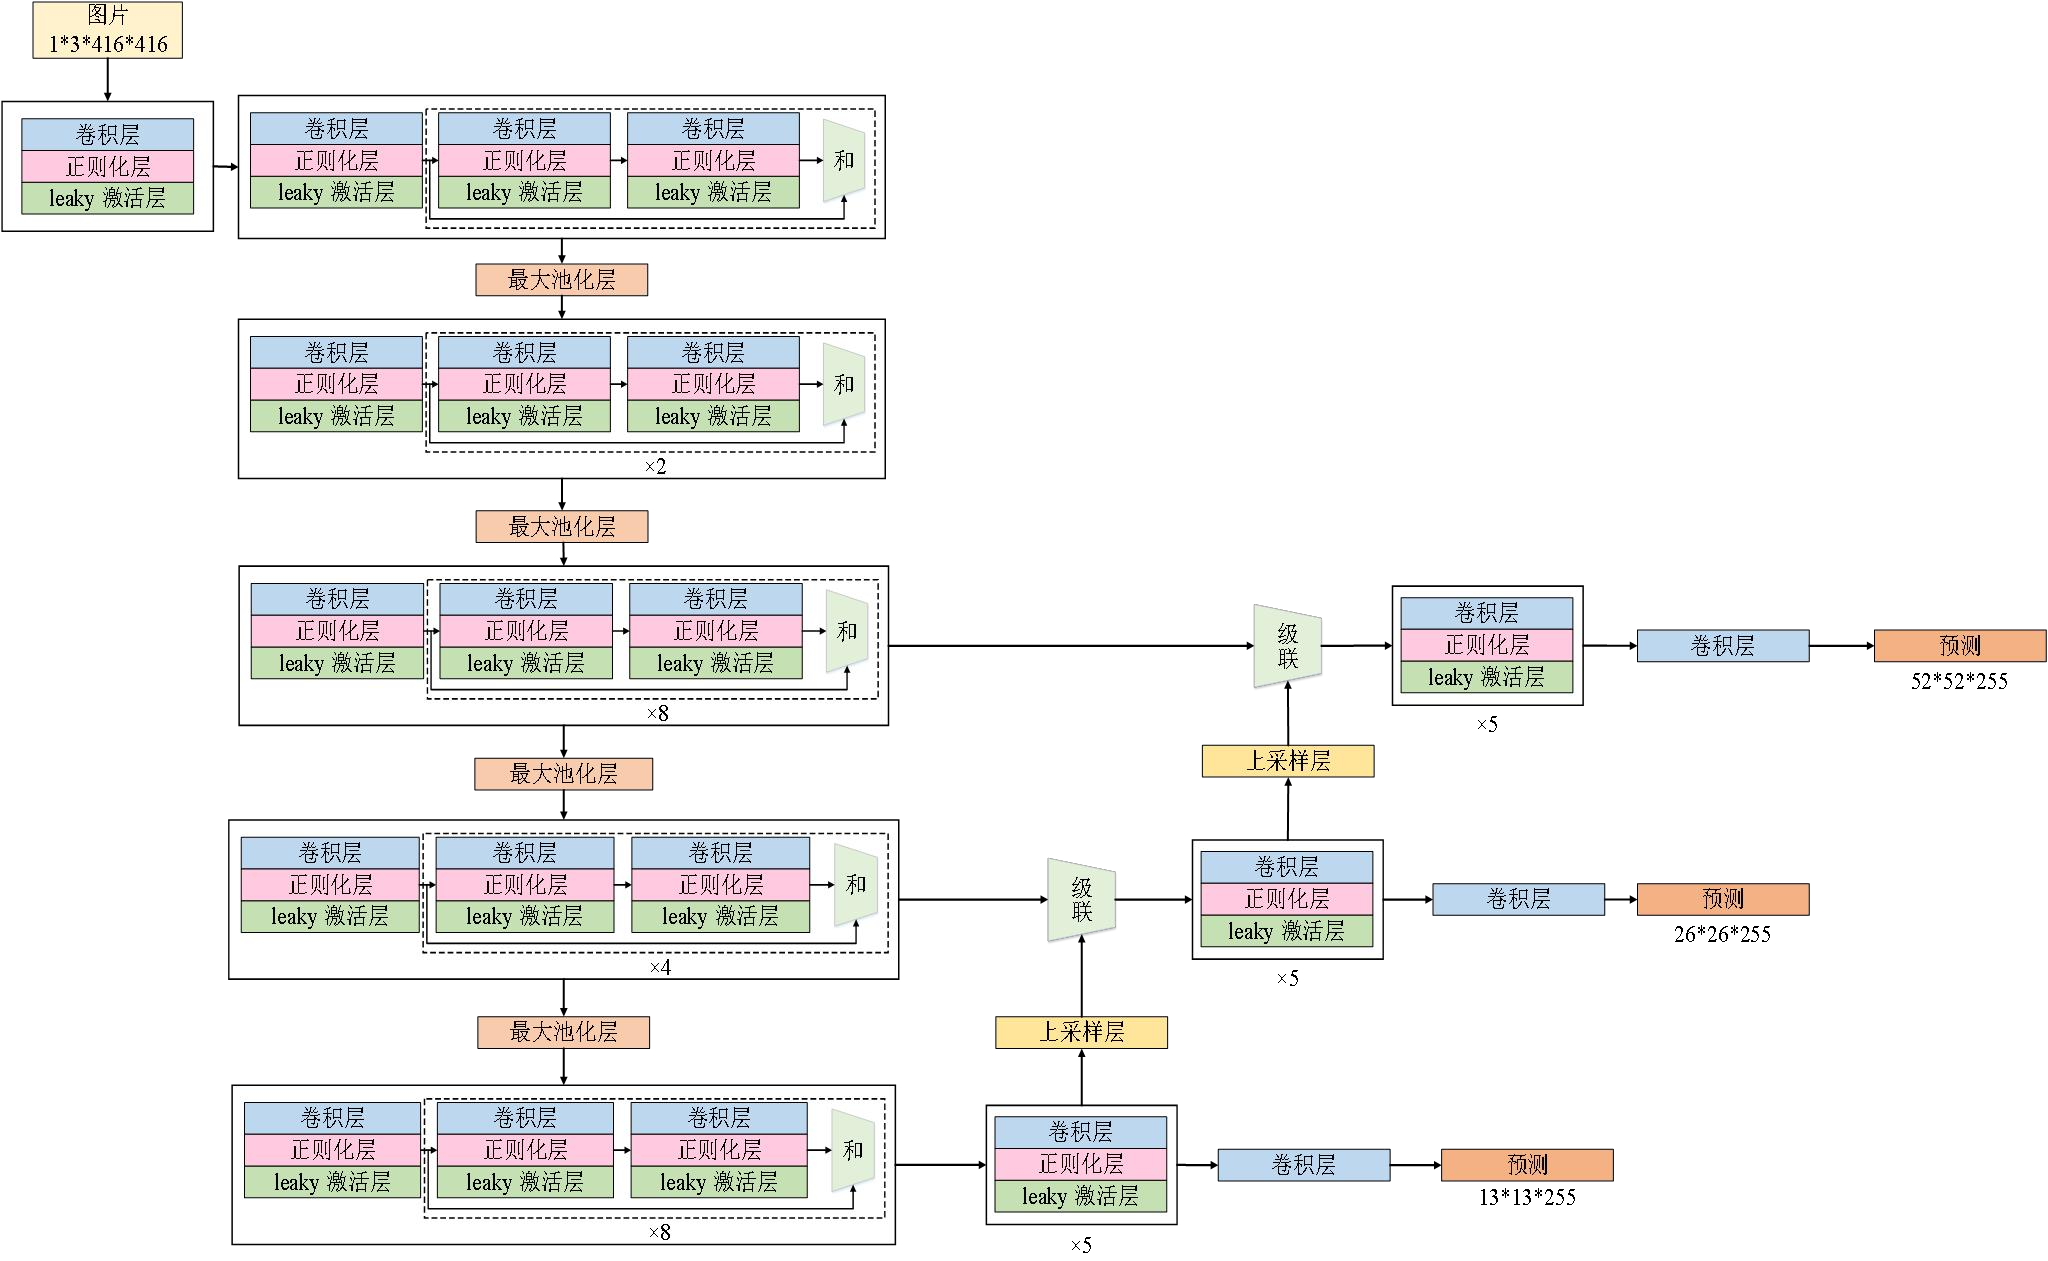 图片
1*3*416*416
卷积层
正则化层
leaky 激活层
卷积层
正则化层
leaky 激活层
卷积层
正则化层
leaky 激活层
卷积层
正则化层
leaky 激活层
和
最大池化层
卷积层
正则化层
leaky 激活层
卷积层
正则化层
leaky 激活层
卷积层
正则化层
leaky 激活层
和
×2
最大池化层
卷积层
正则化层
leaky 激活层
卷积层
正则化层
leaky 激活层
卷积层
正则化层
leaky 激活层
和
×8
级
联
卷积层
正则化层
leaky 激活层
×5
卷积层
预测
52*52*255
最大池化层
上采样层
卷积层
正则化层
leaky 激活层
卷积层
正则化层
leaky 激活层
卷积层
正则化层
leaky 激活层
和
×4
级
联
卷积层
正则化层
leaky 激活层
×5
卷积层
预测
26*26*255
最大池化层
上采样层
卷积层
正则化层
leaky 激活层
卷积层
正则化层
leaky 激活层
卷积层
正则化层
leaky 激活层
和
×8
卷积层
正则化层
leaky 激活层
×5
卷积层
预测
13*13*255